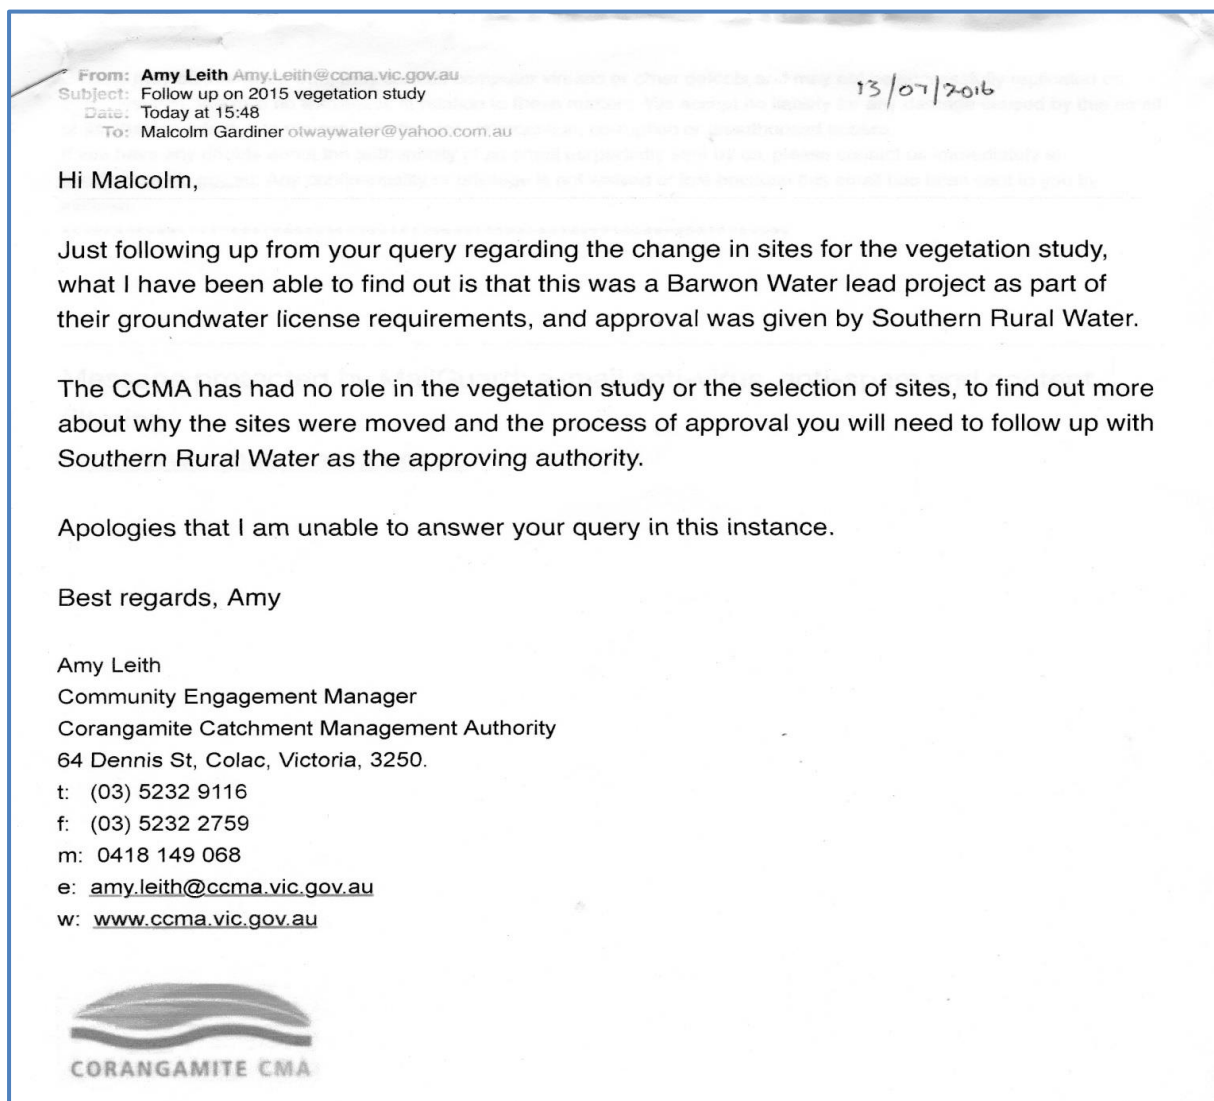 From: Amy Leith Amy.Leith@ccma.vic.gov.au
Subject: Follow up on 2015 vegetation study
Date: Today at 15:48
To: Malcolm Gardiner otwaywater@yahoo.com.au
13/07/2016
Hi Malcolm,
Just following up from your query regarding the change in sites for the vegetation study,
what I have been able to find out is that this was a Barwon Water lead project as part of
their groundwater license requirements, and approval was given by Southern Rural Water.
The CCMA has had no role in the vegetation study or the selection of sites, to find out more
about why the sites were moved and the process of approval you will need to follow up with
Southern Rural Water as the approving authority.
Apologies that I am unable to answer your query in this instance.
Best regards, Amy
Amy Leith
Community Engagement Manager
Corangamite Catchment Management Authority
64 Dennis St, Colac, Victoria, 3250.
t: (03) 5232 9116
f: (03) 5232 2759
m: 0418 149 068
e: amy.leith@ccma.vic.gov.au
w: www.ccma.vic.gov.au
CORANGAMITE CMA